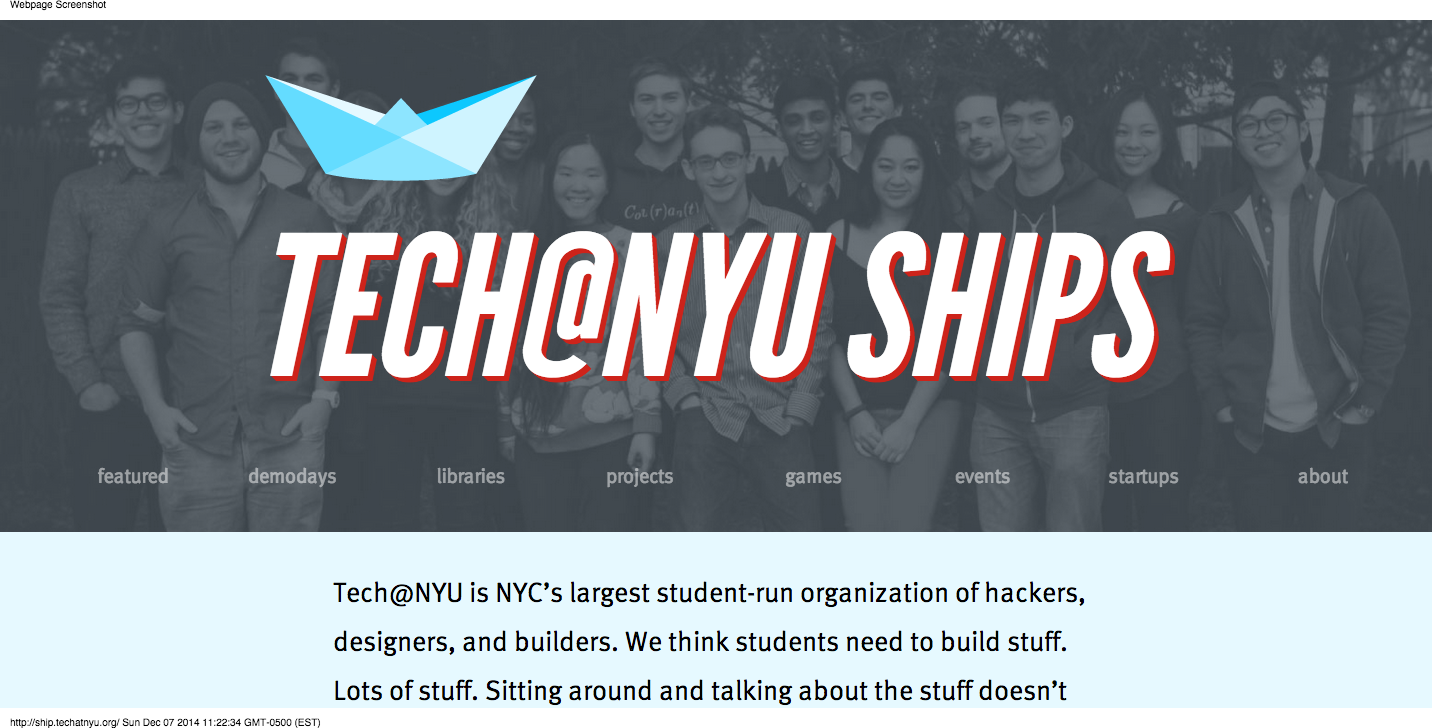 Webpage Screenshot
Col(r)an(t)
TECH@NYU SHIPS
featured demodays libraries projects games events startups about
Tech@NYU is NYC’s largest student-run organization of hackers,
designers, and builders. We think students need to build stuff.
Lots of stuff. Sitting around and talking about the stuff doesn’t
http://ship.techatnyu.org/ Sun Dec 07 2014 11:22:34 GMT-0500 (EST)